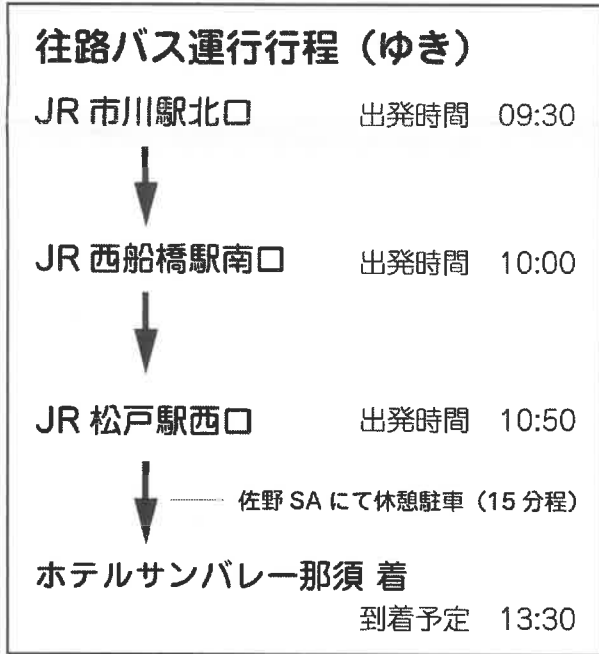 往路バス運行行程（ゆき）
JR 市川駅北口 出発時間 09:30
JR 西船橋駅南口 出発時間 10:00
JR 松戸駅西口 出発時間 10:50
佐野 SA にて休憩駐車（15 分程）
ホテルサンバレー那須 着
到着予定 13:30